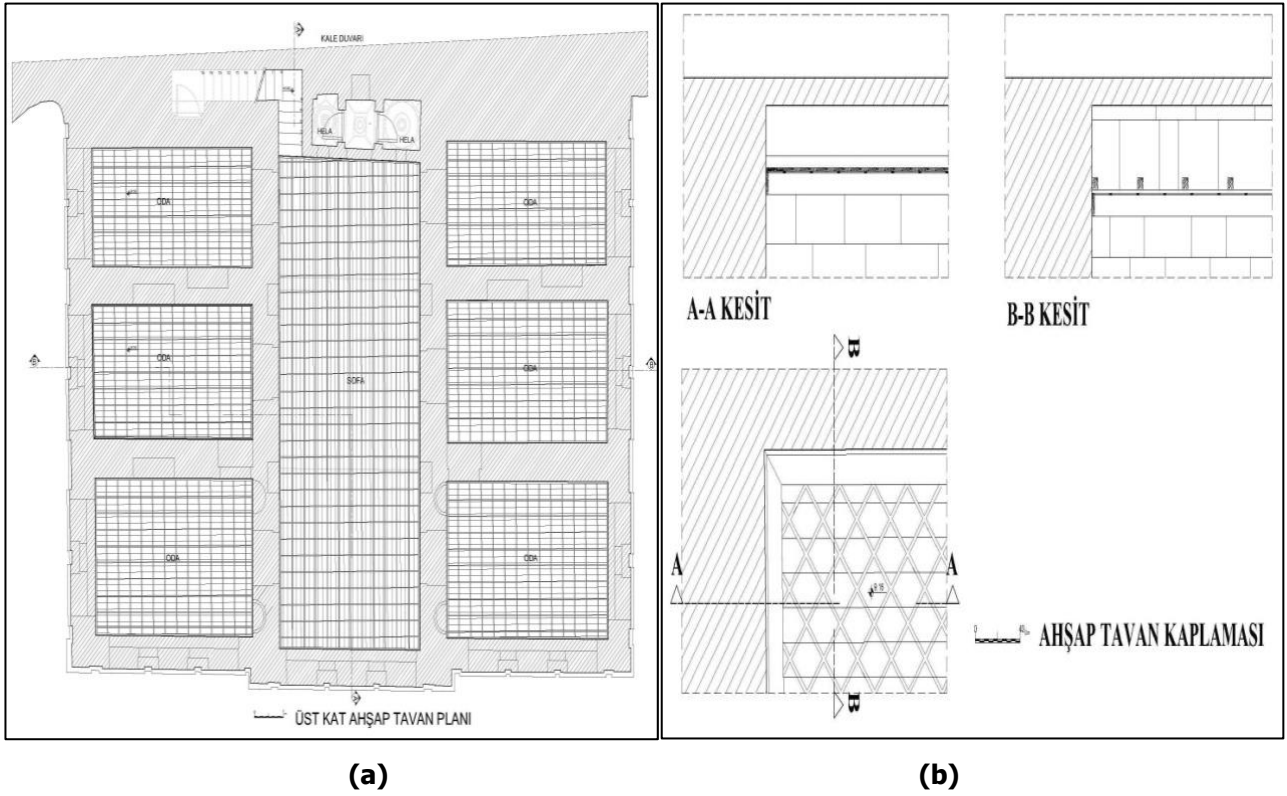 KALE DUVARI
HELA
HELA
ODA
ODA
ODA
ODA
SOFA
ODA
ODA
ÜST KAT AHŞAP TAVAN PLANI
(a)
A-A KESİT
B-B KESİT
B
A
A
AHŞAP TAVAN KAPLAMASI
B
(b)